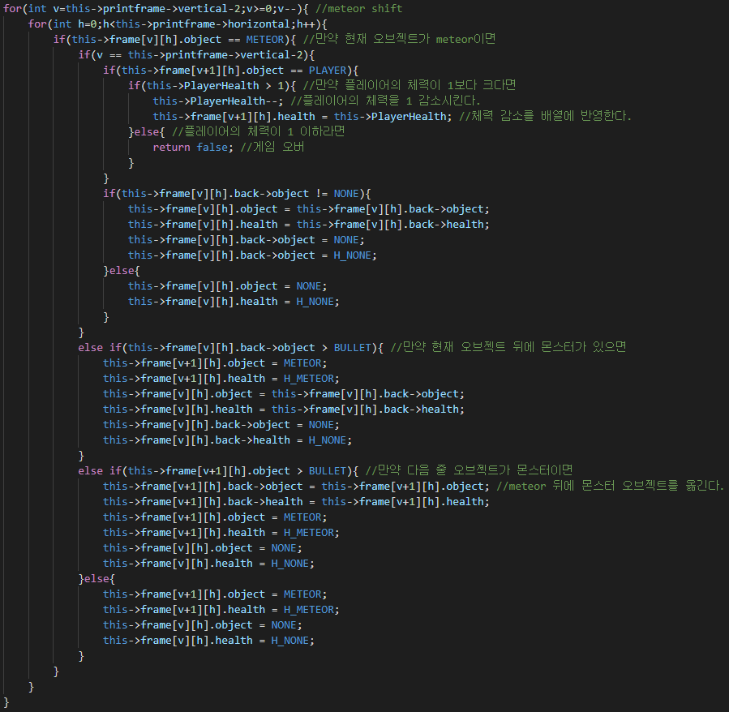 for(int v=this->printframe->vertical-2;v>=0;v--){ //meteor shift
    for(int h=0;h<this->printframe->horizontal;h++){
        if(this->frame[v][h].object == METEOR){ //만약 현재 오브젝트가 meteor이면
            if(v == this->printframe->vertical-2){
                if(this->frame[v+1][h].object == PLAYER){
                    if(this->PlayerHealth > 1){ //만약 플레이어의 체력이 1보다 크다면
                        this->PlayerHealth--; //플레이어의 체력을 1 감소시킨다.
                        this->frame[v+1][h].health = this->PlayerHealth; //체력 감소를 배열에 반영한다.
                    }else{ //플레이어의 체력이 1 이하라면
                        return false; //게임 오버
                    }
                }
                if(this->frame[v][h].back->object != NONE){
                    this->frame[v][h].object = this->frame[v][h].back->object;
                    this->frame[v][h].health = this->frame[v][h].back->health;
                    this->frame[v][h].back->object = NONE;
                    this->frame[v][h].back->object = H_NONE;
                }else{
                    this->frame[v][h].object = NONE;
                    this->frame[v][h].health = H_NONE;
                }
            }
            else if(this->frame[v][h].back->object > BULLET){ //만약 현재 오브젝트 뒤에 몬스터가 있으면
                this->frame[v+1][h].object = METEOR;
                this->frame[v+1][h].health = H_METEOR;
                this->frame[v][h].object = this->frame[v][h].back->object;
                this->frame[v][h].health = this->frame[v][h].back->health;
                this->frame[v][h].back->object = NONE;
                this->frame[v][h].back->health = H_NONE;
            }
            else if(this->frame[v+1][h].object > BULLET){ //만약 다음 줄 오브젝트가 몬스터이면
                this->frame[v+1][h].back->object = this->frame[v+1][h].object; //meteor 뒤에 몬스터 오브젝트를 옮긴다.
                this->frame[v+1][h].back->health = this->frame[v+1][h].health;
                this->frame[v+1][h].object = METEOR;
                this->frame[v+1][h].health = H_METEOR;
                this->frame[v][h].object = NONE;
                this->frame[v][h].health = H_NONE;
            }else{
                this->frame[v+1][h].object = METEOR;
                this->frame[v+1][h].health = H_METEOR;
                this->frame[v][h].object = NONE;
                this->frame[v][h].health = H_NONE;
            }
        }
    }
}